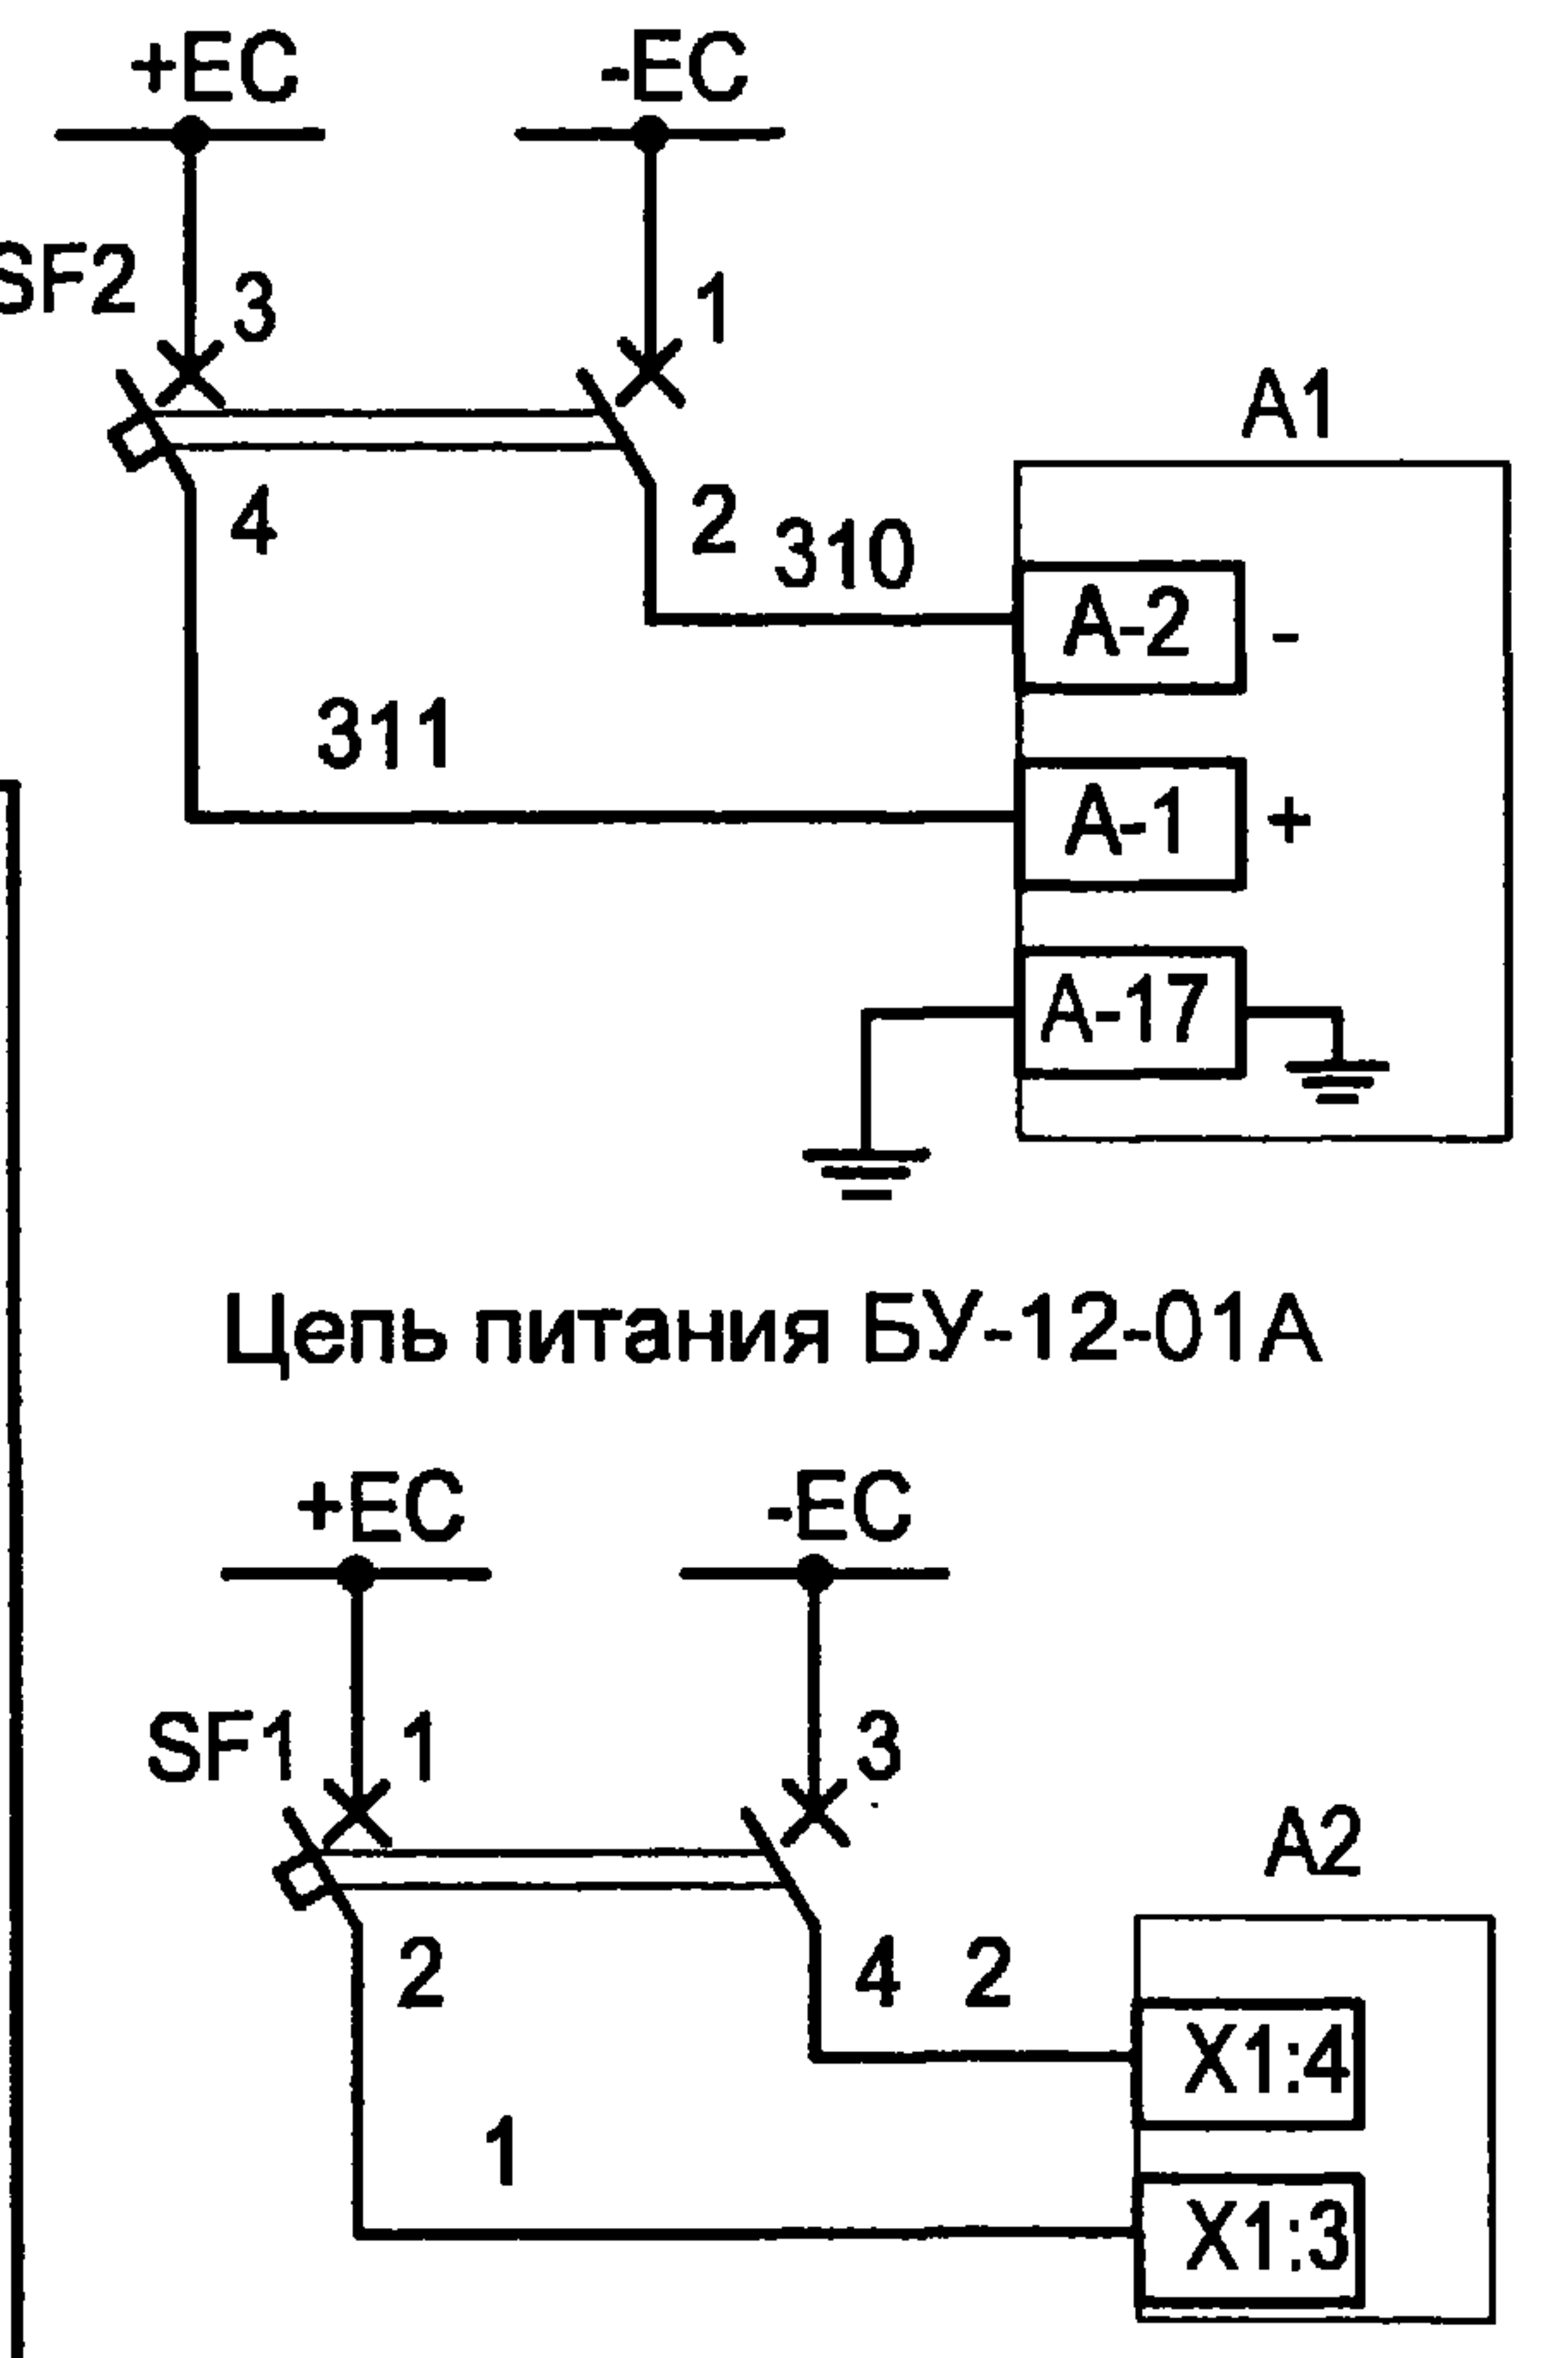 +EC -EC
SF2 3 1
A1
4 2 310
A-2 -
311
A-1 +
A-17
Цель питания БУ-12-01А
+EC -EC
SF1 1 3
A2
2 4 2
X1:4
1
X1:3